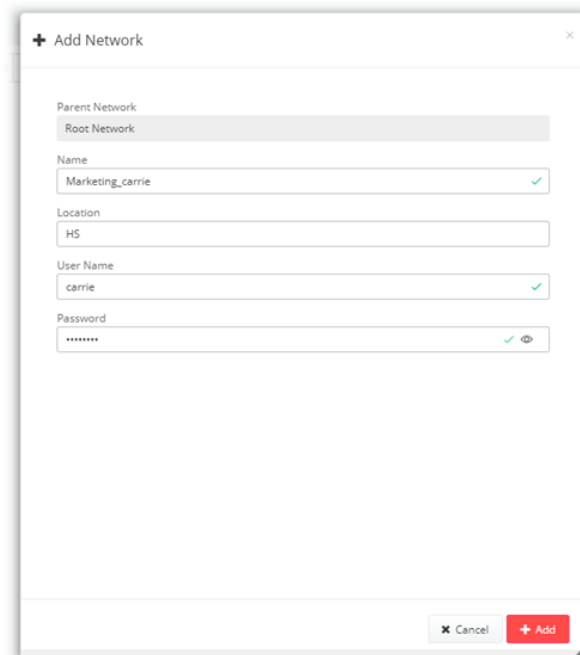 Add Network
Parent Network
Root Network
Name
Marketing_carrie
Location
HS
User Name
carrie
Password
••••••••
Cancel
Add